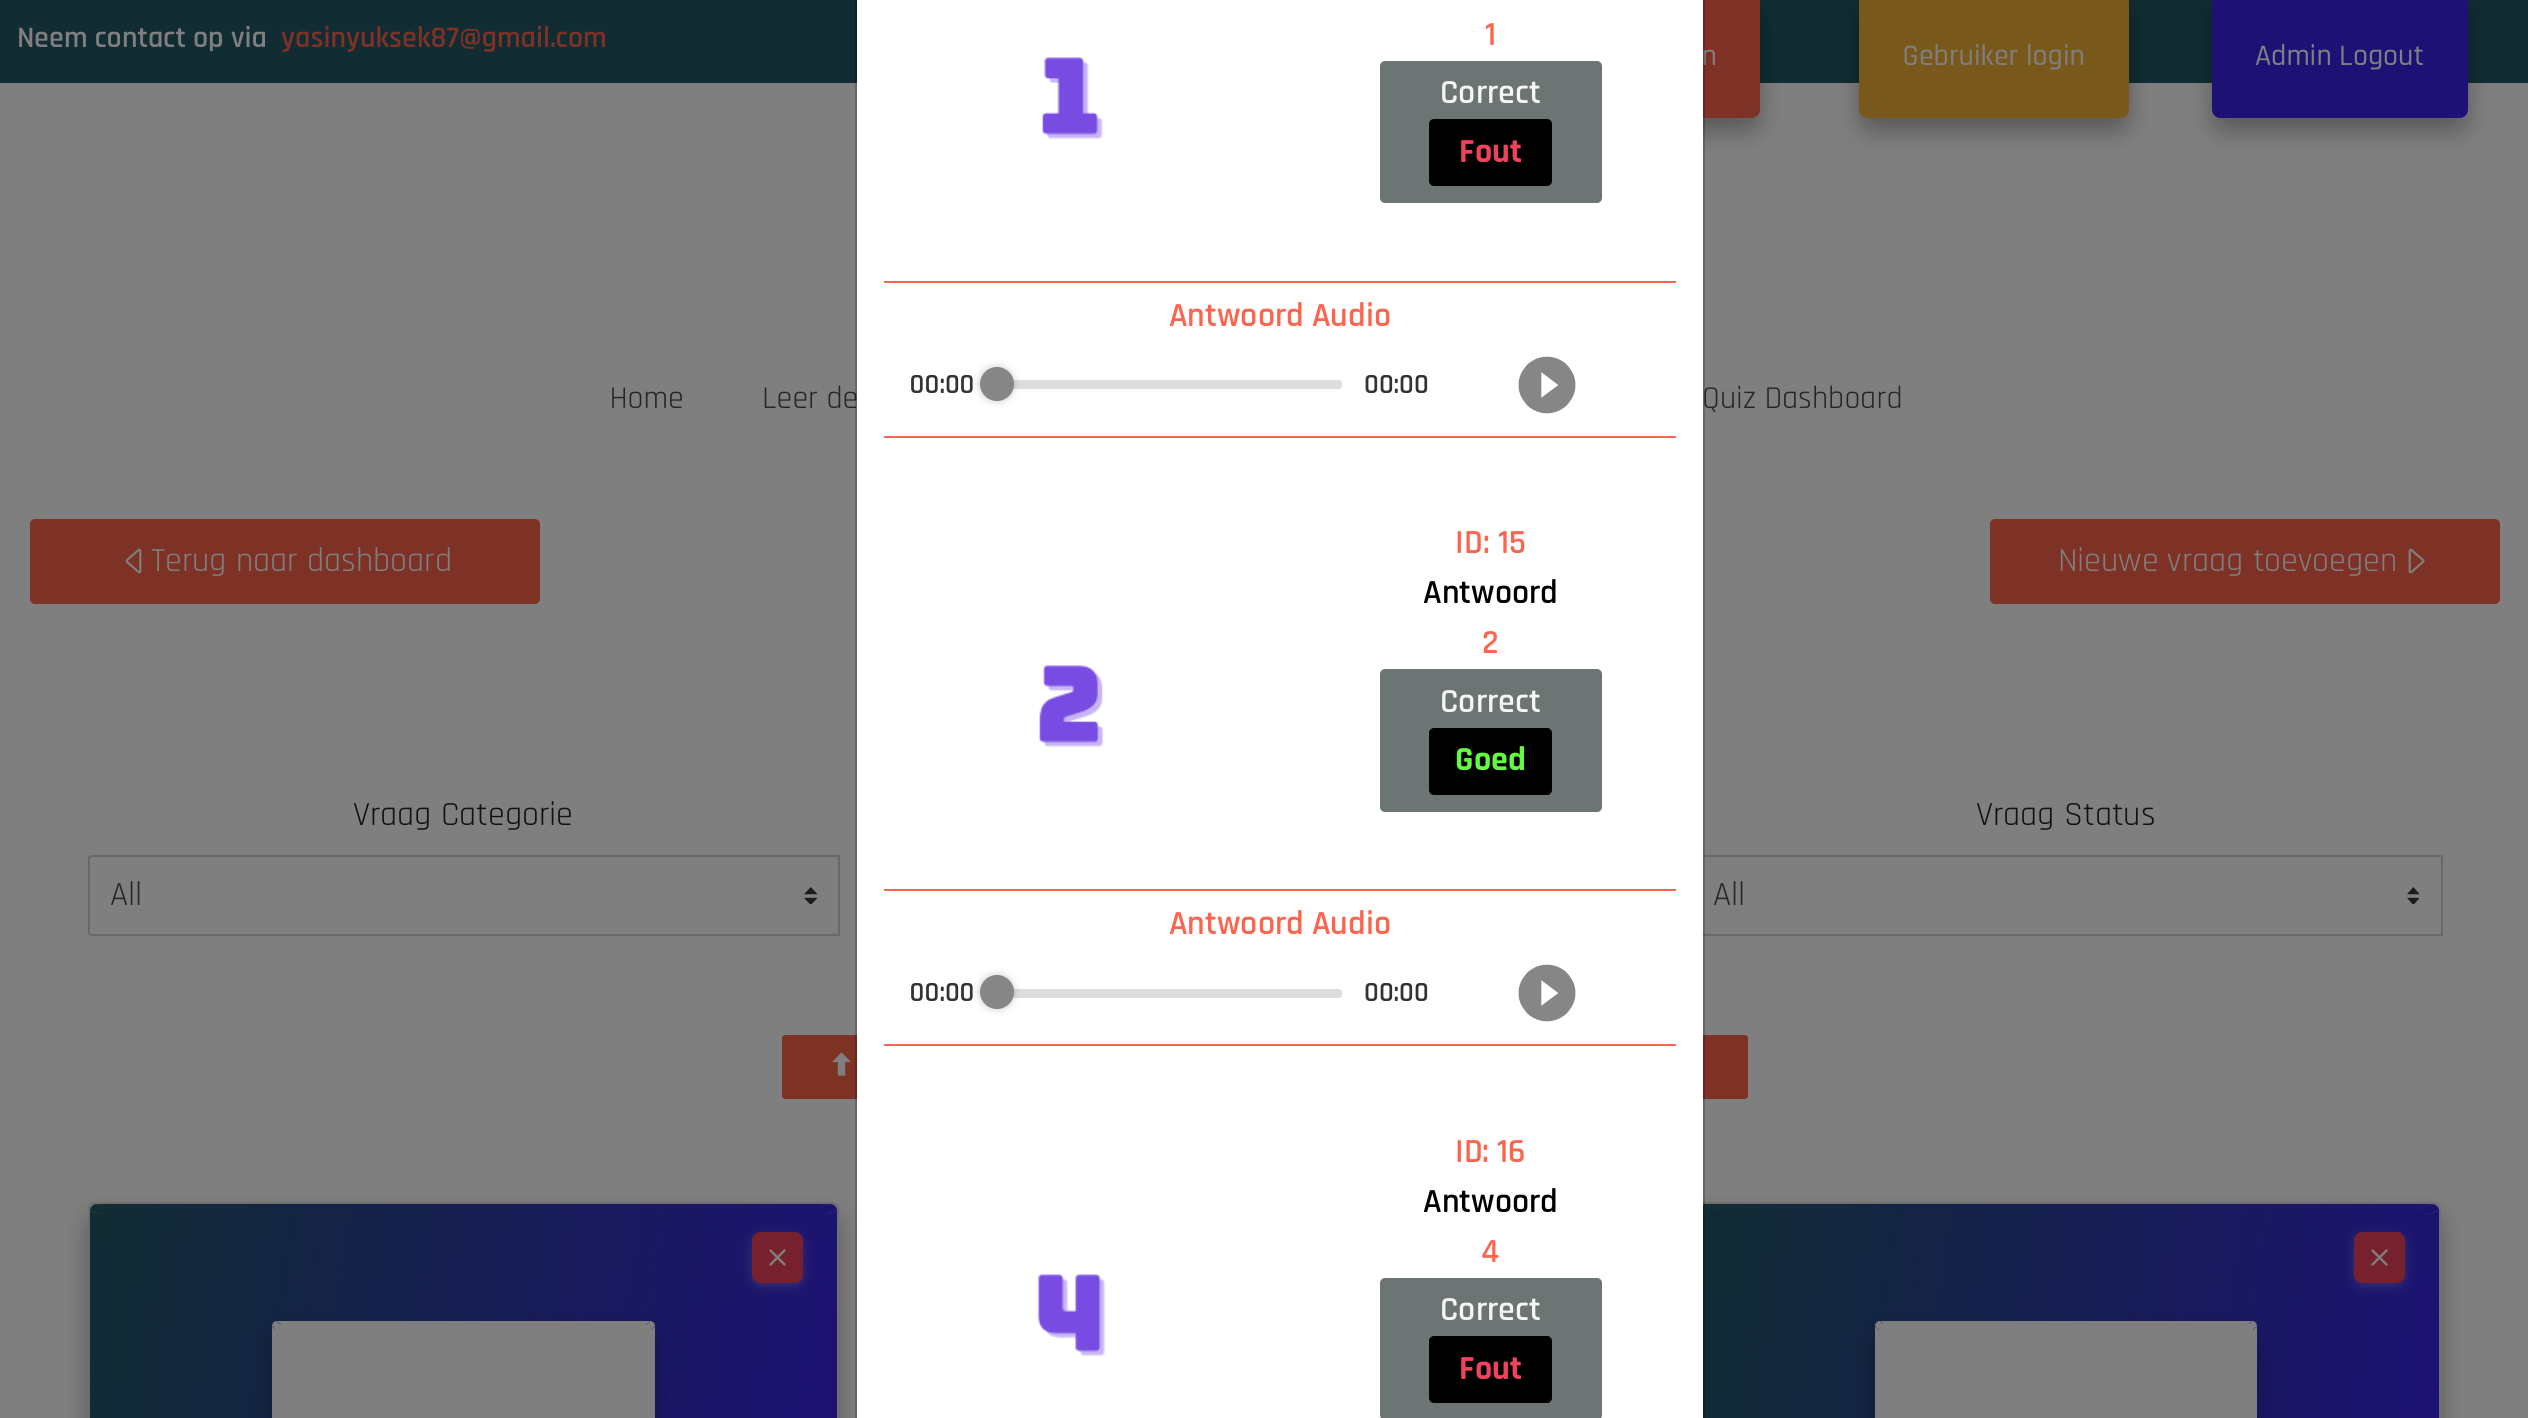 Neem contact op via yasinyuksek87@gmail.com
n
Gebruiker login
Admin Logout
Home
Leer de
Quiz Dashboard
Terug naar dashboard
Nieuwe vraag toevoegen
Vraag Categorie
All
Vraag Status
All
1
1
Correct
Fout
Antwoord Audio
00:00
00:00
ID: 15
Antwoord
2
2
Correct
Goed
Antwoord Audio
00:00
00:00
ID: 16
Antwoord
4
4
Correct
Fout